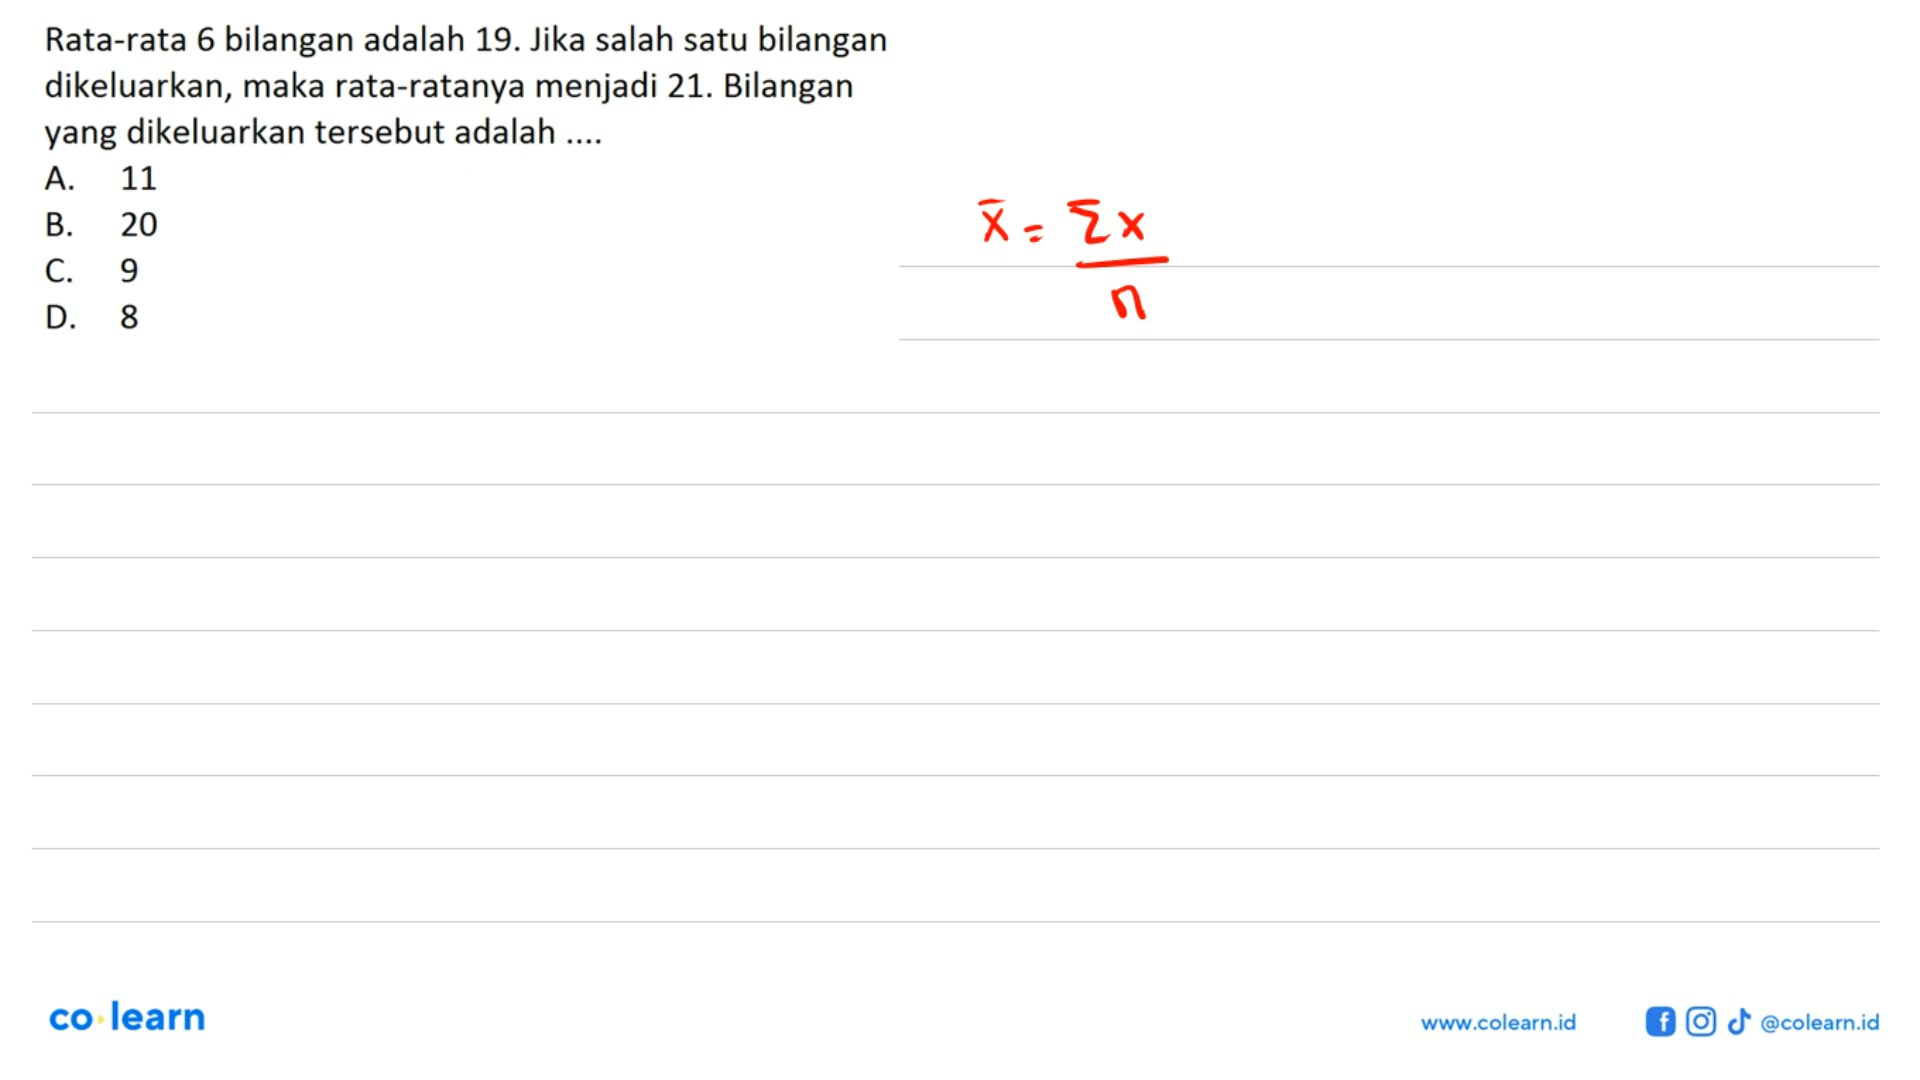 Rata-rata 6 bilangan adalah 19. Jika salah satu bilangan
dikeluarkan, maka rata-ratanya menjadi 21. Bilangan
yang dikeluarkan tersebut adalah ....
A. 11
B. 20
C. 9
D. 8
x̄ = Σx
n
co learn
www.colearn.id @colearn.id